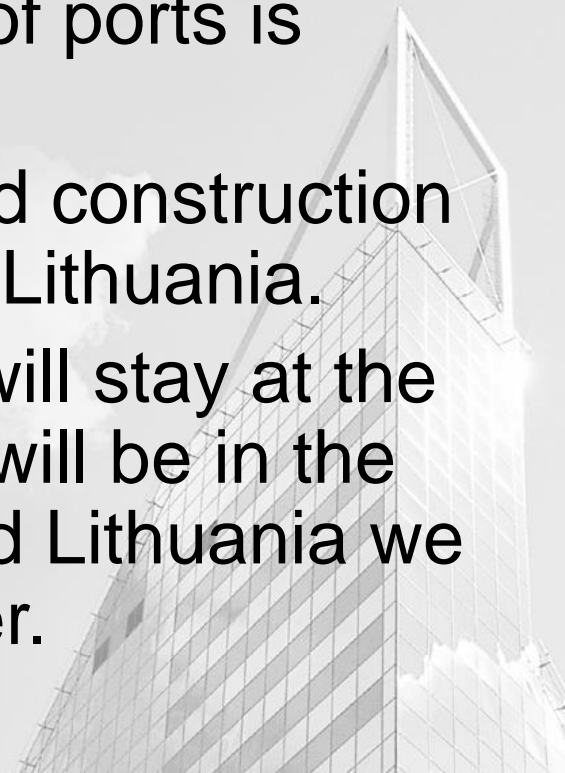 of ports is
d construction
Lithuania.
will stay at the
will be in the
d Lithuania we
er.